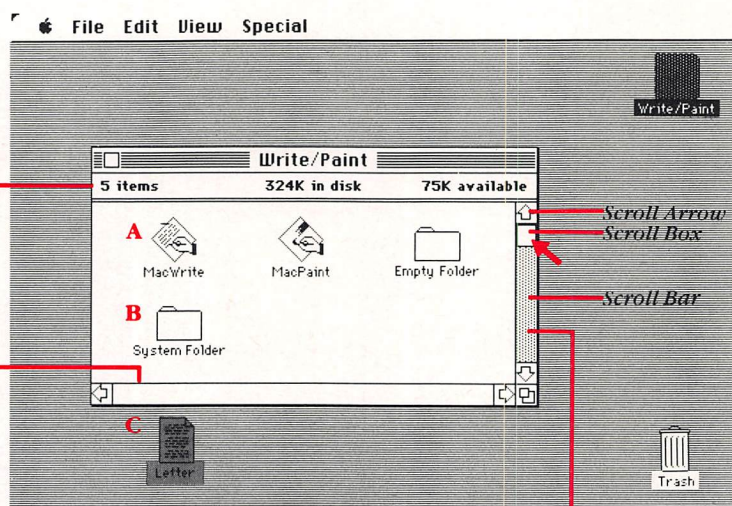 File Edit View Special
Write/Paint
Write/Paint
5 items 324K in disk 75K available
Scroll Arrow
Scroll Box
A
MacWrite MacPaint Empty Folder
Scroll Bar
B
System Folder
C
Letter
Trash